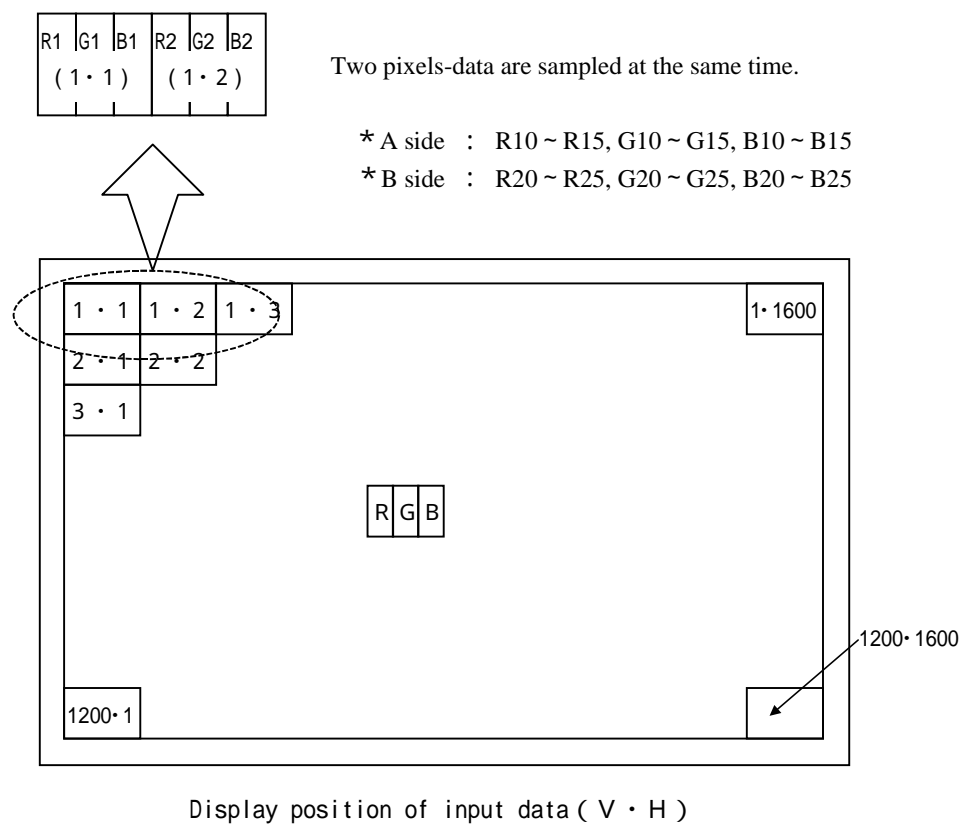 R1 G1 B1 R2 G2 B2
(1・1) (1・2)
Two pixels-data are sampled at the same time.
*A side : R10~R15, G10~G15, B10~B15
*B side : R20~R25, G20~G25, B20~B25
1・1 1・2 1・3 1・1600
2・1 2・2
3・1
R G B
1200・1600
1200・1
Display position of input data(V・H)